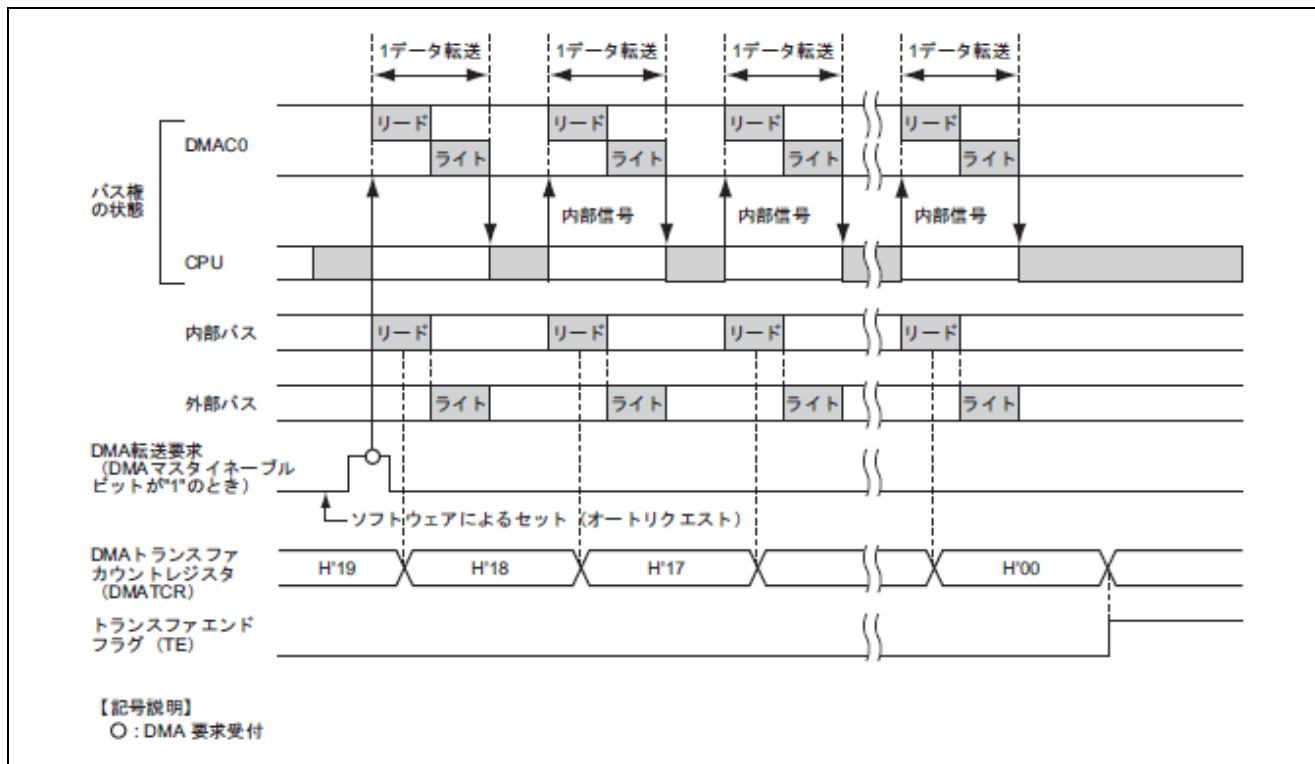 1データ転送 1データ転送 1データ転送 1データ転送
リード リード リード リード
DMAC0
ライト ライト ライト ライト
バス権
の状態
内部信号 内部信号 内部信号
CPU
内部バス リード リード リード リード
外部バス ライト ライト ライト ライト
DMA転送要求
(DMAマスタイネーブル
ビットが"1"のとき)
ソフトウェアによるセット(オートリクエスト)
DMAトランスファ
カウントレジスタ
(DMATCR)
H'19 H'18 H'17 H'00
トランスファエンド
フラグ(TE)
【記号説明】
○:DMA 要求受付